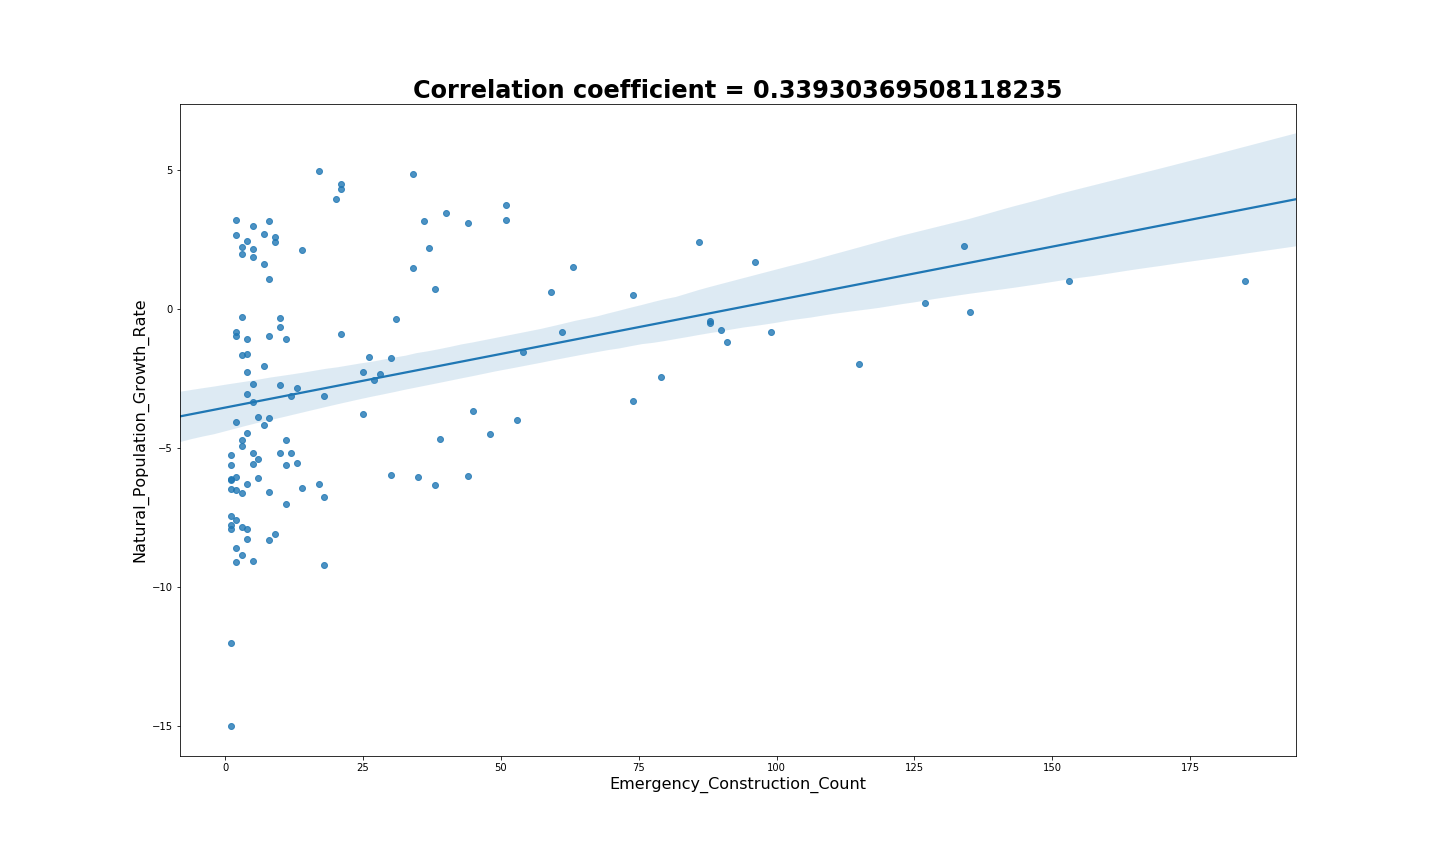 Correlation coefficient = 0.33930369508118235
5
0
−5
−10
−15
Natural_Population_Growth_Rate
0 25 50 75 100 125 150 175
Emergency_Construction_Count